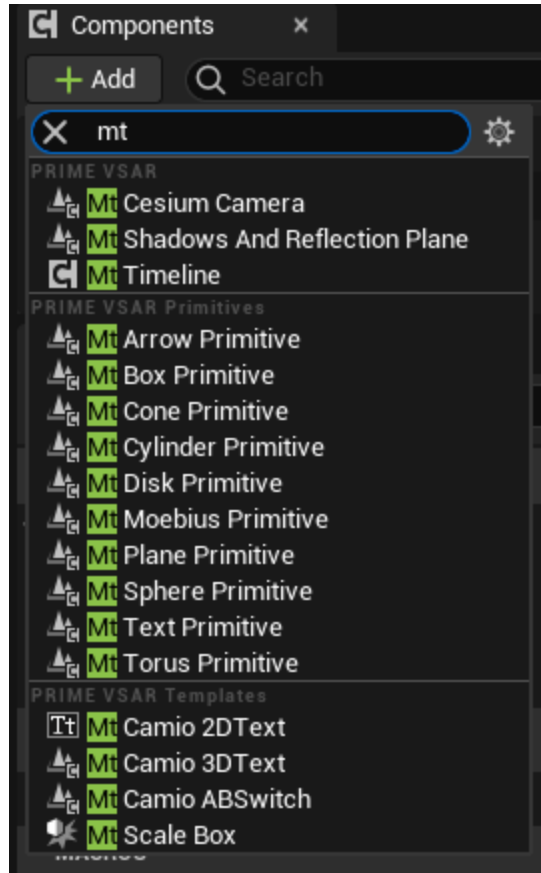 Components
Add
Search
mt
PRIME VSAR
Mt Cesium Camera
Mt Shadows And Reflection Plane
Mt Timeline
PRIME VSAR Primitives
Mt Arrow Primitive
Mt Box Primitive
Mt Cone Primitive
Mt Cylinder Primitive
Mt Disk Primitive
Mt Moebius Primitive
Mt Plane Primitive
Mt Sphere Primitive
Mt Text Primitive
Mt Torus Primitive
PRIME VSAR Templates
Tt Mt Camio 2DText
Mt Camio 3DText
Mt Camio ABSwitch
Mt Scale Box